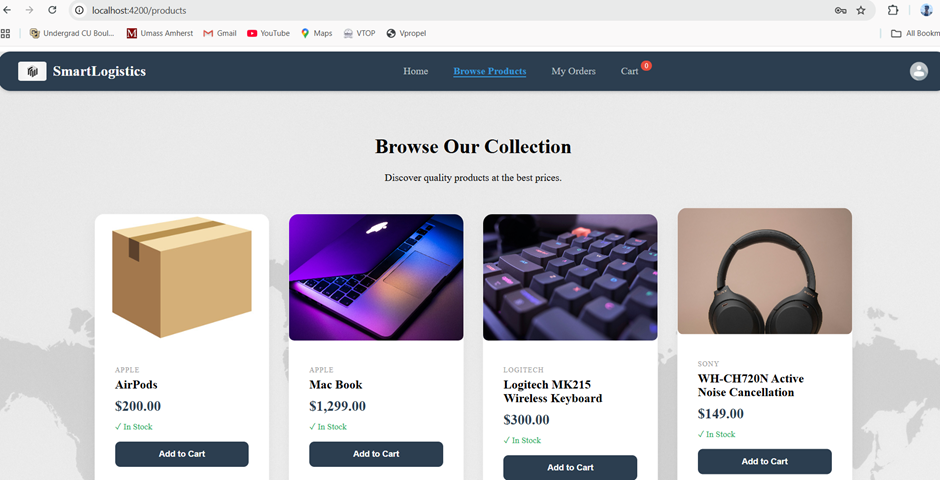 localhost:4200/products
Undergrad CU Boul...
Umass Amherst
Gmail
YouTube
Maps
VTOP
Vpropel
All Bookm
SmartLogistics
Home
Browse Products
My Orders
Cart
0
Browse Our Collection
Discover quality products at the best prices.
APPLE
AirPods
$200.00
✓ In Stock
Add to Cart
APPLE
Mac Book
$1,299.00
✓ In Stock
Add to Cart
LOGITECH
Logitech MK215
Wireless Keyboard
$300.00
✓ In Stock
Add to Cart
SONY
WH-CH720N Active
Noise Cancellation
$149.00
✓ In Stock
Add to Cart